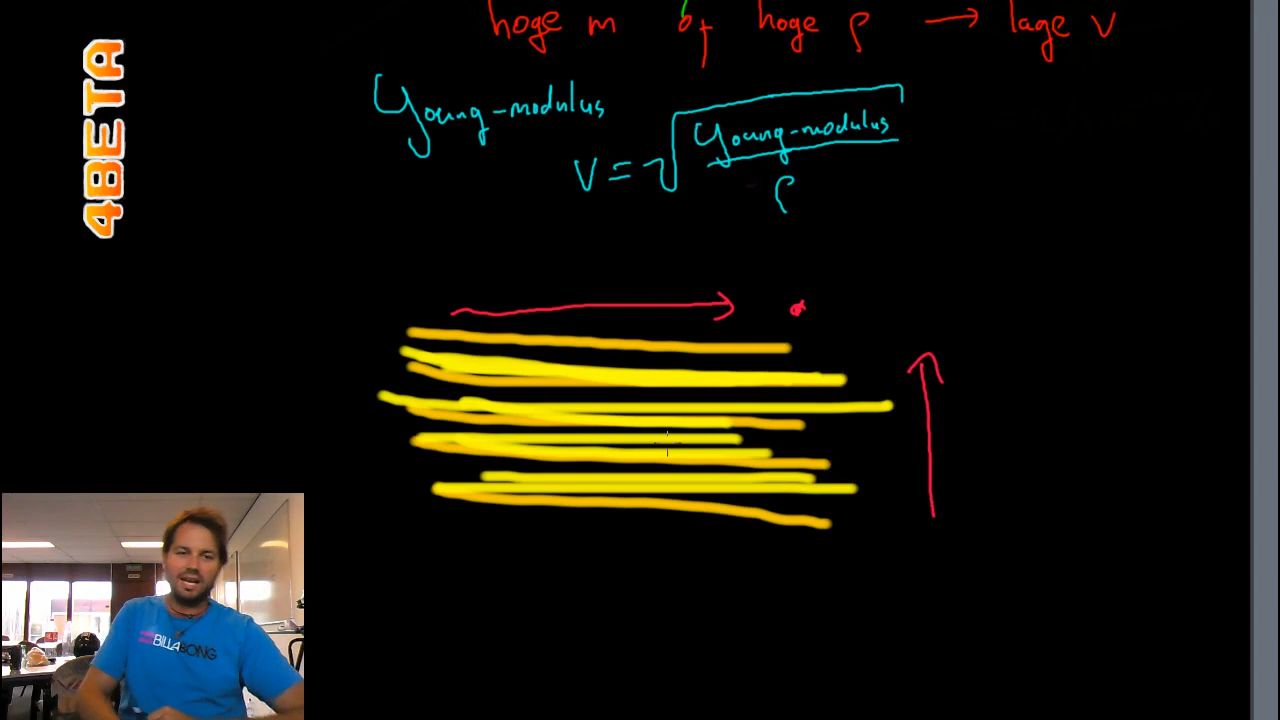 hoge m of hoge ρ → lage v
Young-modulus
v = √(Young-modulus / ρ)
4BETA
BILLABONG